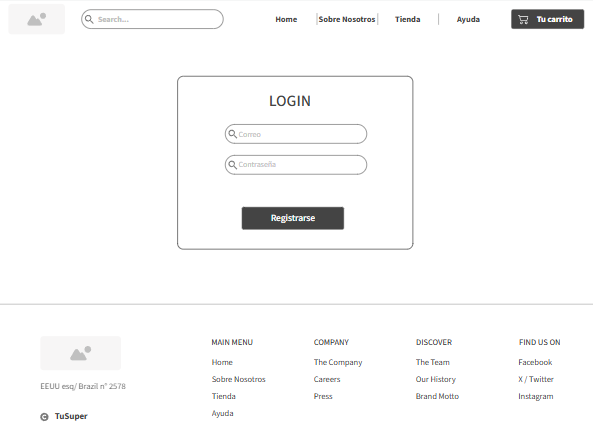 Search...
Home
Sobre Nosotros
Tienda
Ayuda
Tu carrito
LOGIN
Correo
Contraseña
Registrarse
EEUU esq/ Brazil n° 2578
© TuSuper
MAIN MENU
Home
Sobre Nosotros
Tienda
Ayuda
COMPANY
The Company
Careers
Press
DISCOVER
The Team
Our History
Brand Motto
FIND US ON
Facebook
X / Twitter
Instagram